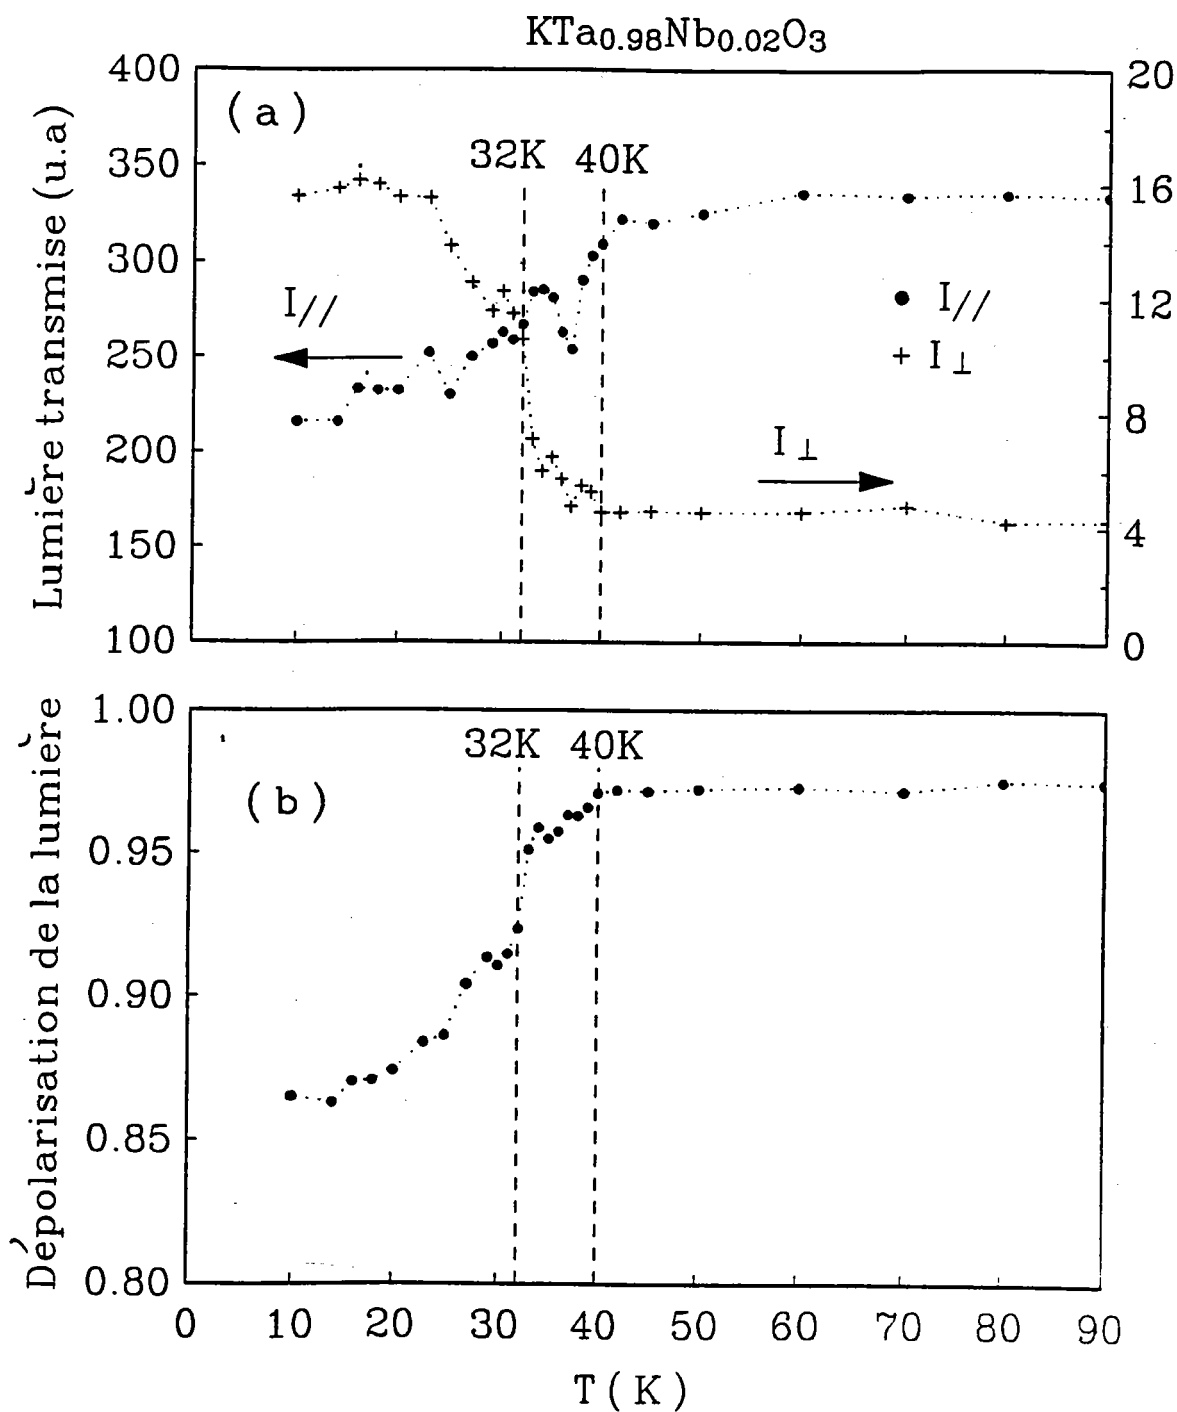 KTa0.98Nb0.02O3
Lumière transmise (u.a)
400
350
300
250
200
150
100
(a)
32K 40K
I//
I//
I⊥
I⊥
20
16
12
8
4
0
Dépolarisation de la lumière
1.00
0.95
0.90
0.85
0.80
(b)
32K 40K
0 10 20 30 40 50 60 70 80 90
T(K)